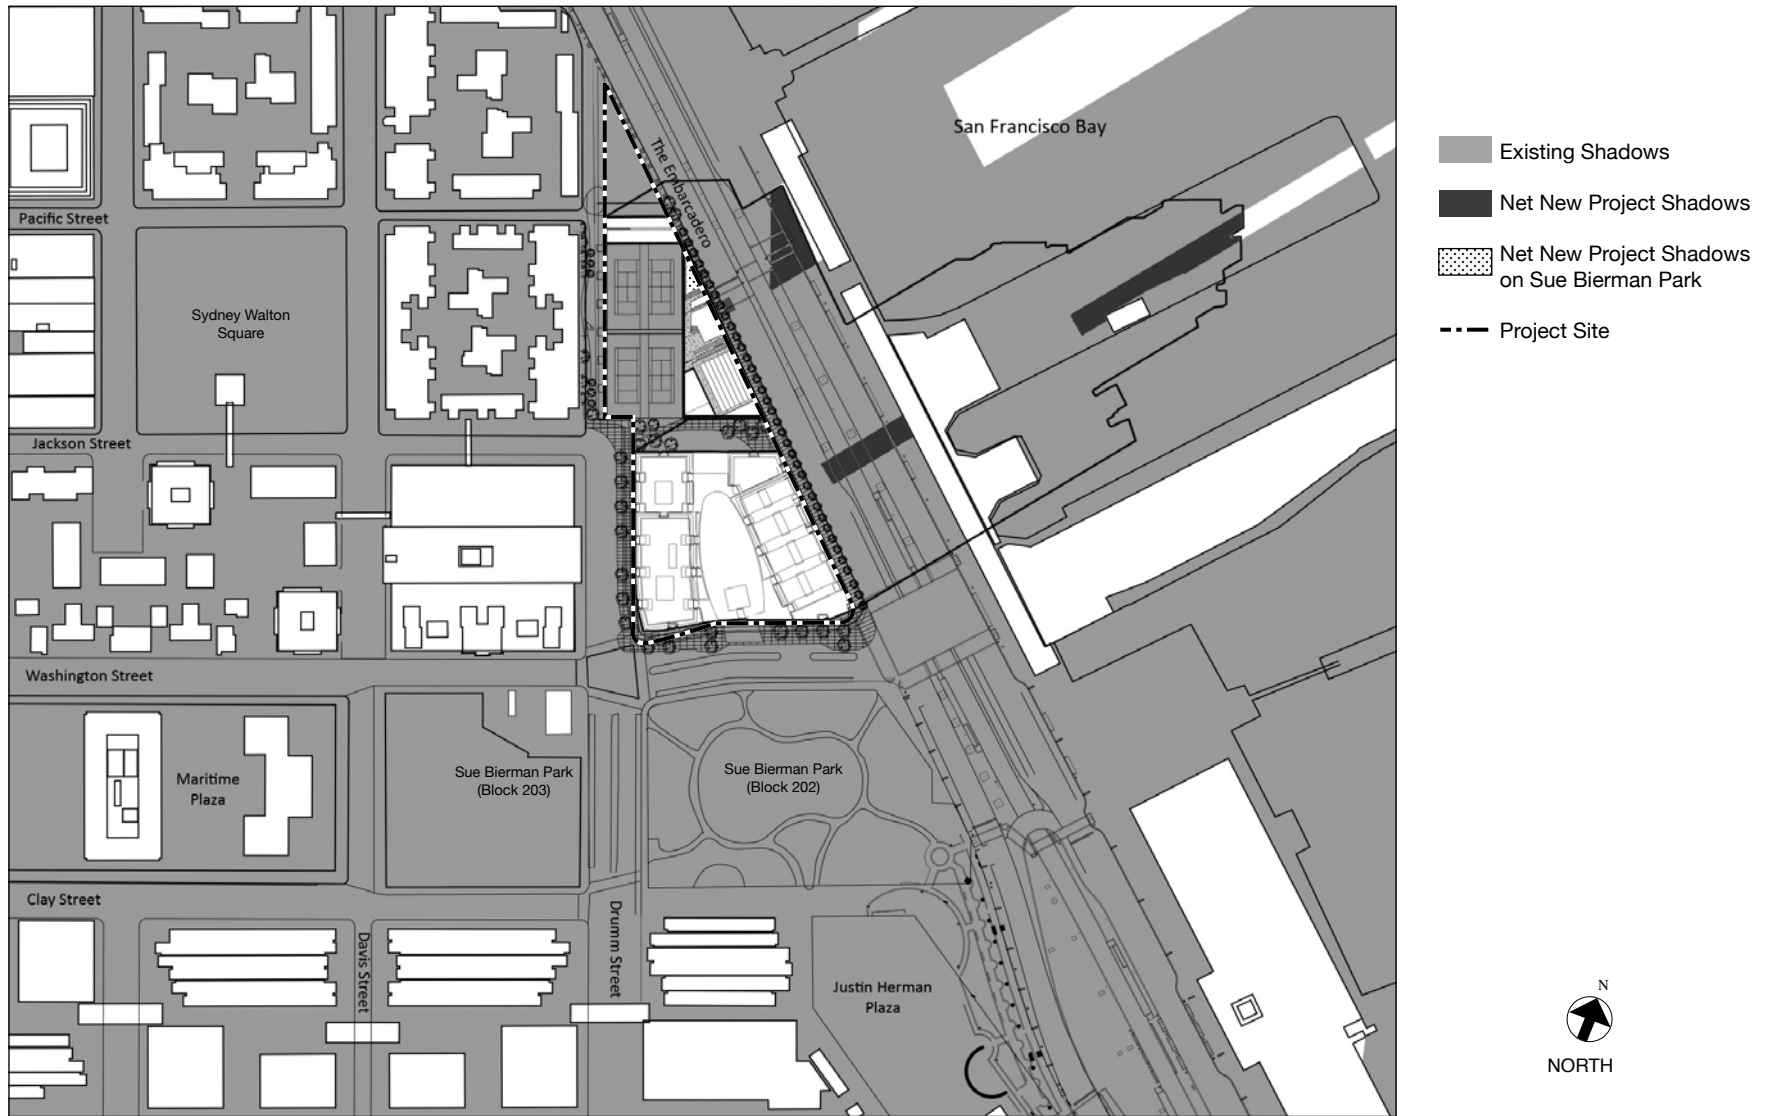 San Francisco Bay
The Embarcadero
Pacific Street
Sydney Walton
Square
Jackson Street
Washington Street
Maritime
Plaza
Sue Bierman Park
(Block 203)
Sue Bierman Park
(Block 202)
Clay Street
Davis Street
Drumm Street
Justin Herman
Plaza
Existing Shadows
Net New Project Shadows
Net New Project Shadows
on Sue Bierman Park
Project Site
N
NORTH